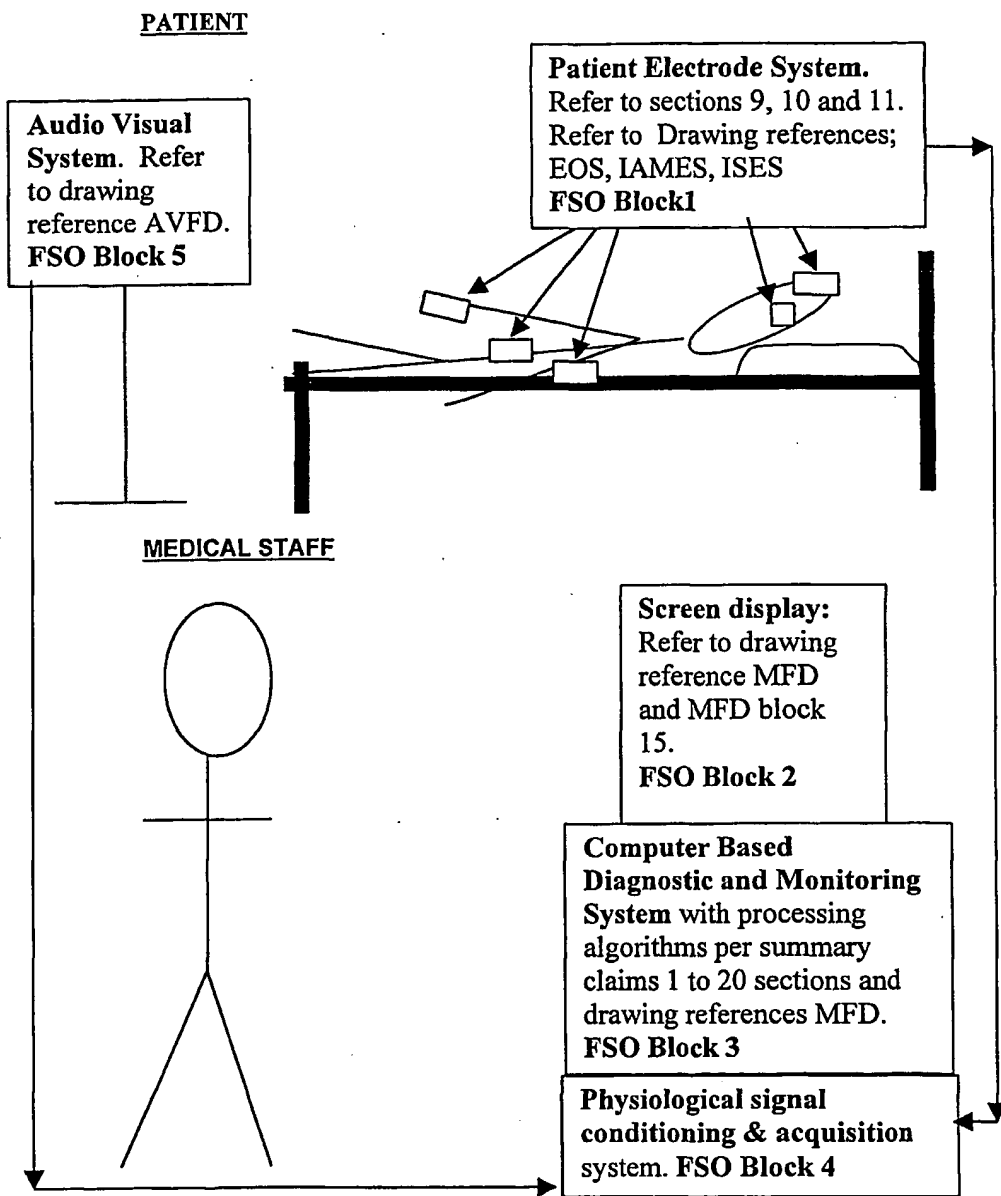 PATIENT
Audio Visual
System. Refer
to drawing
reference AVFD.
FSO Block 5
Patient Electrode System.
Refer to sections 9, 10 and 11.
Refer to Drawing references;
EOS, IAMES, ISES
FSO Block1
MEDICAL STAFF
Screen display:
Refer to drawing
reference MFD
and MFD block
15.
FSO Block 2
Computer Based
Diagnostic and Monitoring
System with processing
algorithms per summary
claims 1 to 20 sections and
drawing references MFD.
FSO Block 3
Physiological signal
conditioning & acquisition
system. FSO Block 4